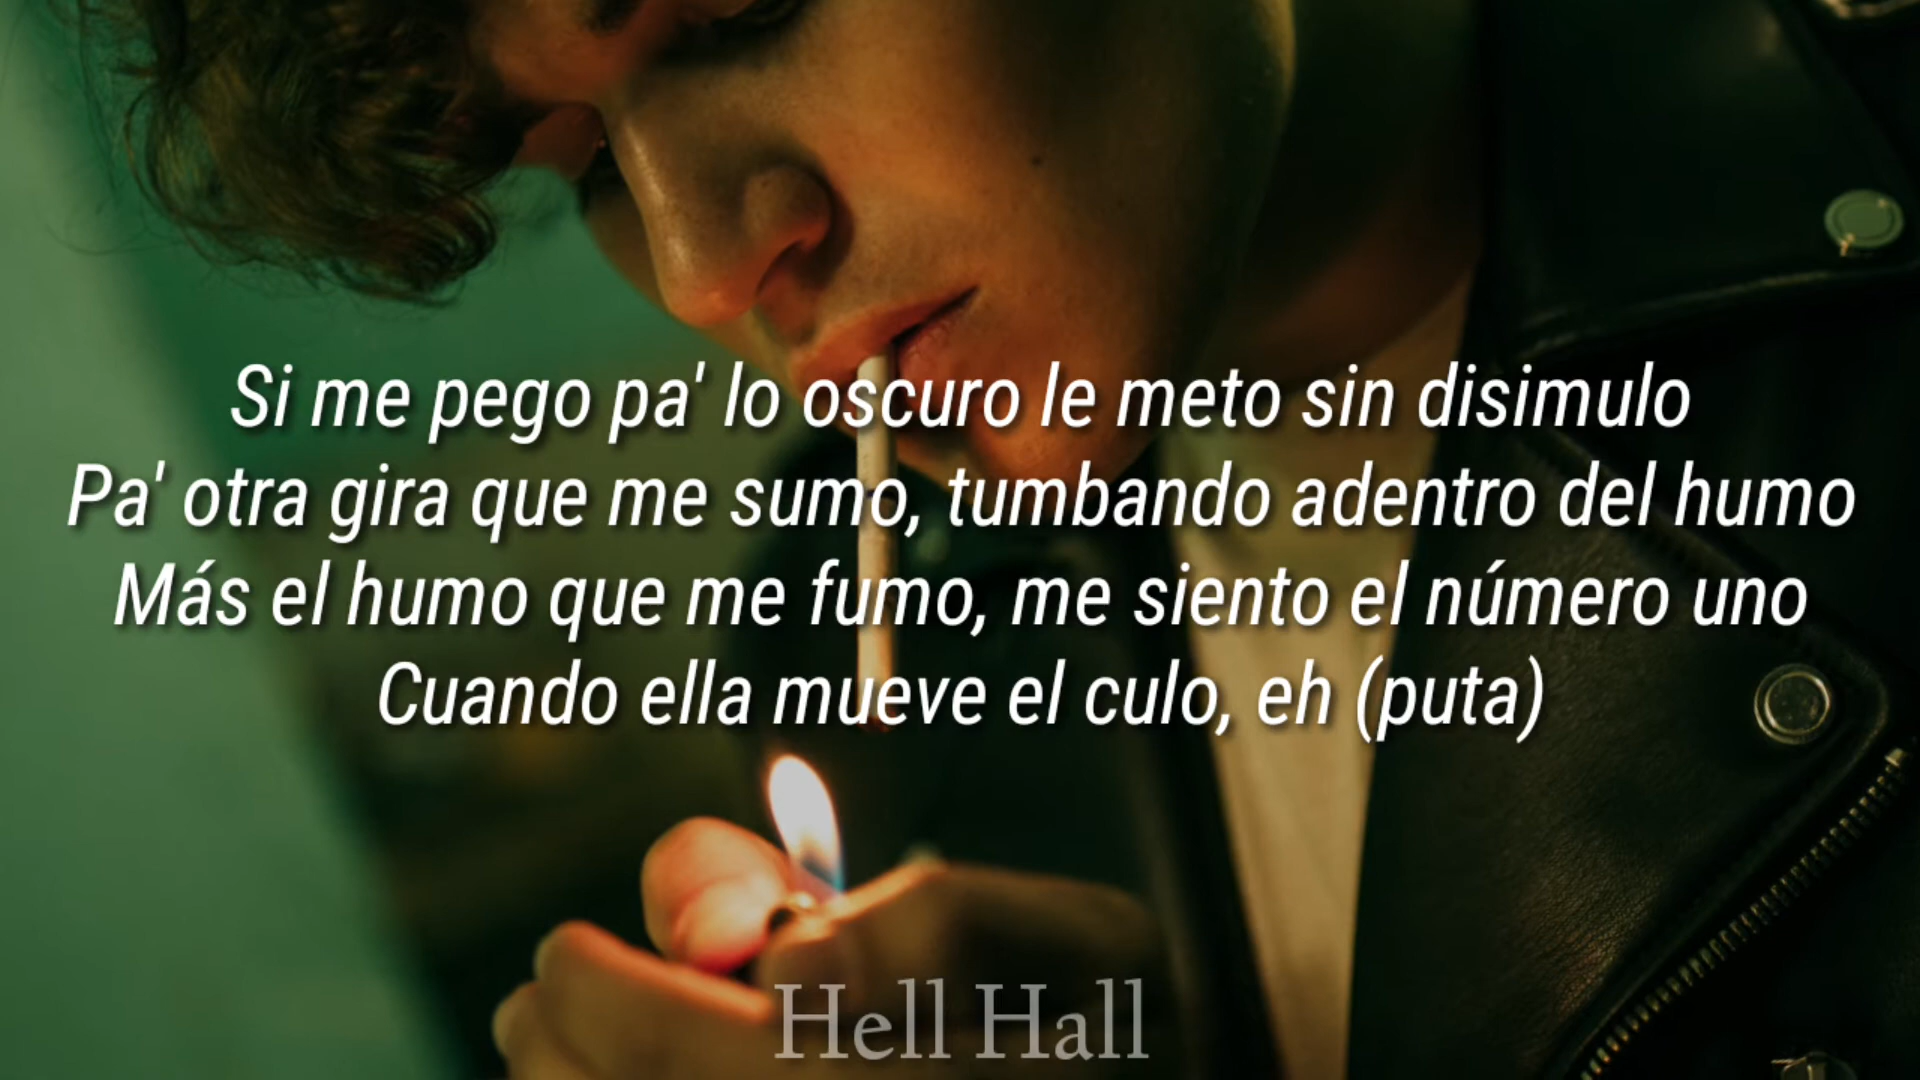 Si me pego pa' lo oscuro le meto sin disimulo
Pa' otra gira que me sumo, tumbando adentro del humo
Más el humo que me fumo, me siento el número uno
Cuando ella mueve el culo, eh (puta)
Hell Hall